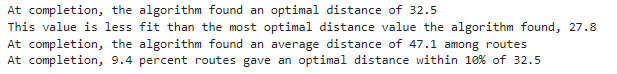 At completion, the algorithm found an optimal distance of 32.5
This value is less fit than the most optimal distance value the algorithm found, 27.8
At completion, the algorithm found an average distance of 47.1 among routes
At completion, 9.4 percent routes gave an optimal distance within 10% of 32.5